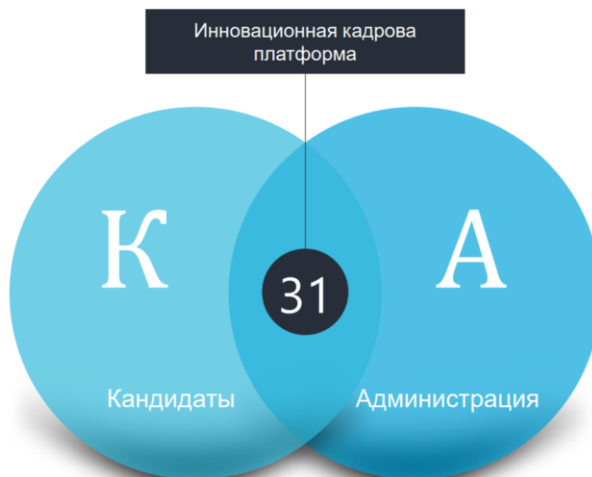 Инновационная кадрова
платформа
К
А
31
Кандидаты
Администрация